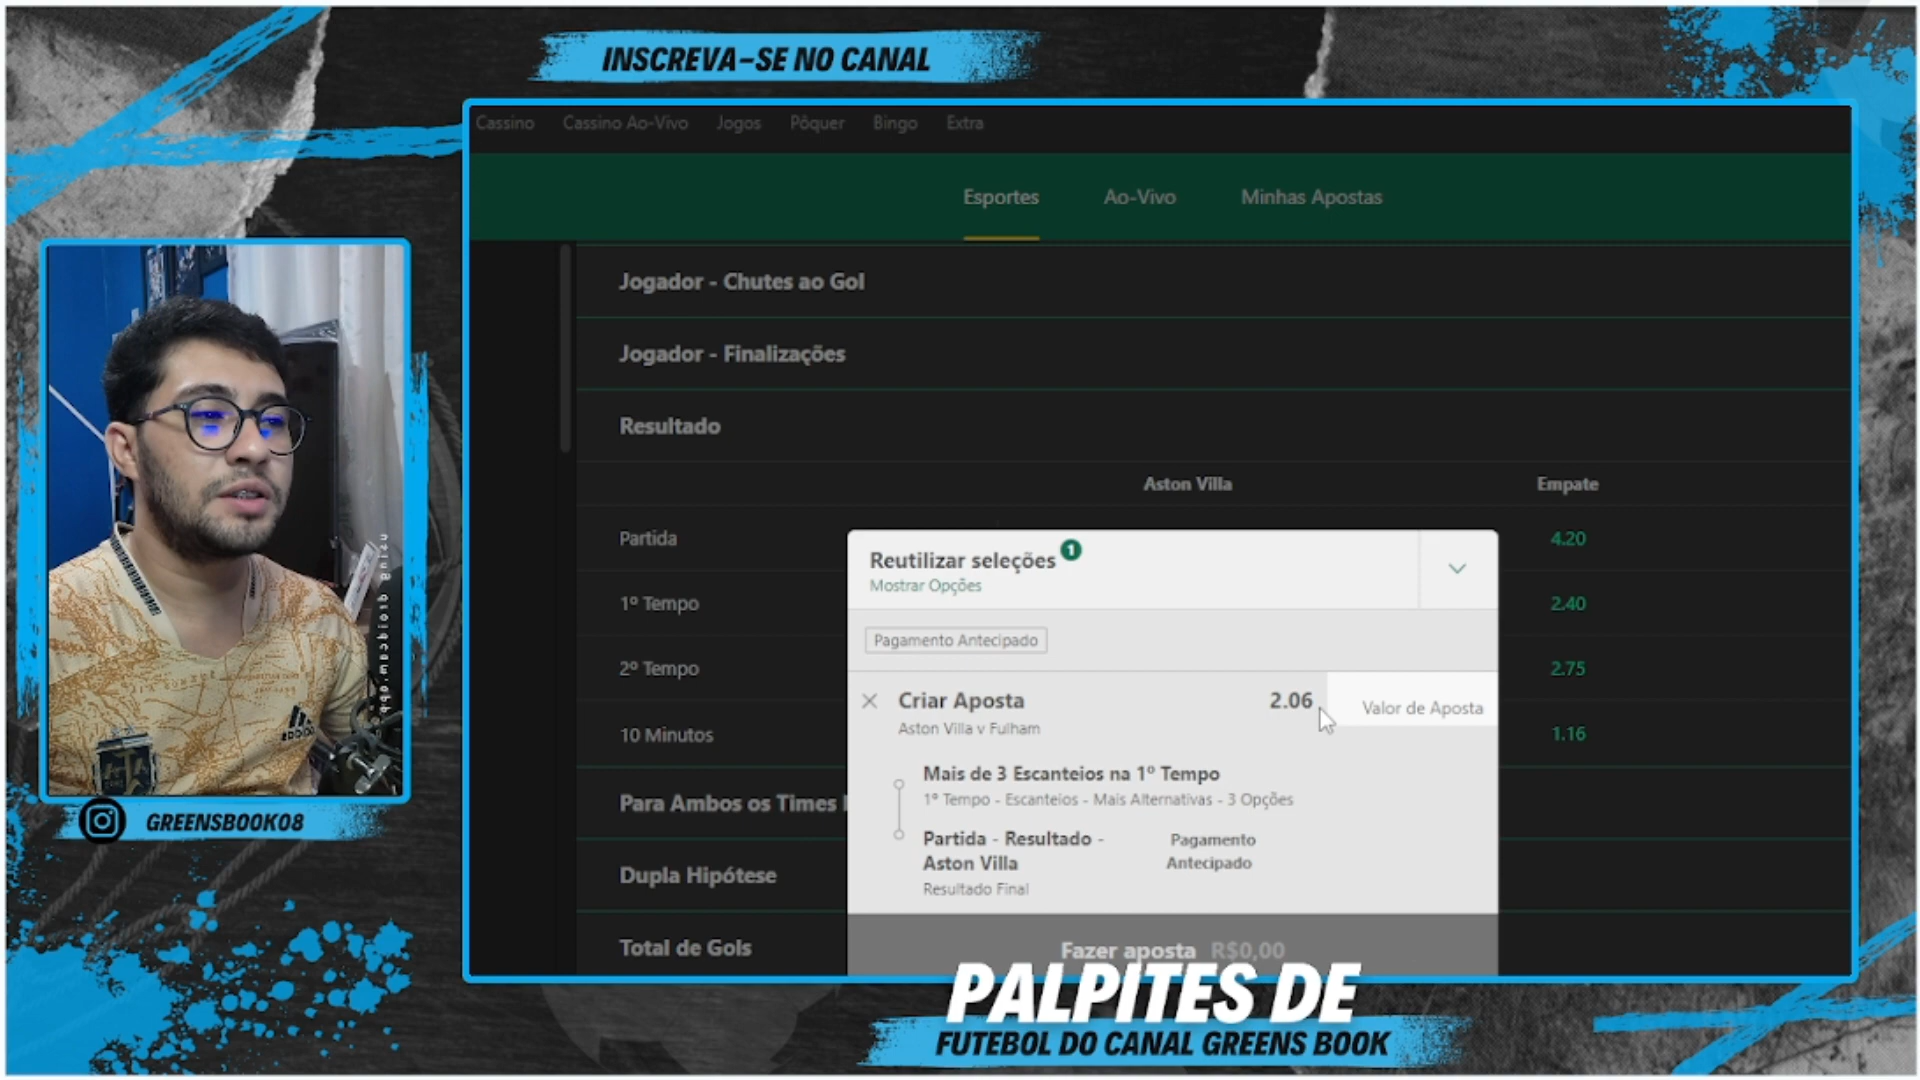 INSCREVA-SE NO CANAL
Cassino Cassino Ao-Vivo Jogos Pôquer Bingo Extra
Esportes Ao-Vivo Minhas Apostas
Jogador - Chutes ao Gol
Jogador - Finalizações
Resultado
Aston Villa Empate
Partida 4.20
1º Tempo 2.40
2º Tempo 2.75
10 Minutos 1.16
Para Ambos os Times
Dupla Hipótese
Total de Gols
Reutilizar seleções 1
Mostrar Opções
Pagamento Antecipado
Criar Aposta 2.06 Valor de Aposta
Aston Villa v Fulham
Mais de 3 Escanteios na 1º Tempo
1º Tempo - Escanteios - Mais Alternativas - 3 Opções
Partida - Resultado -
Aston Villa
Pagamento
Antecipado
Resultado Final
Fazer aposta R$0,00
adidas
GREENSBOOK08
PALPITES DE
FUTEBOL DO CANAL GREENS BOOK